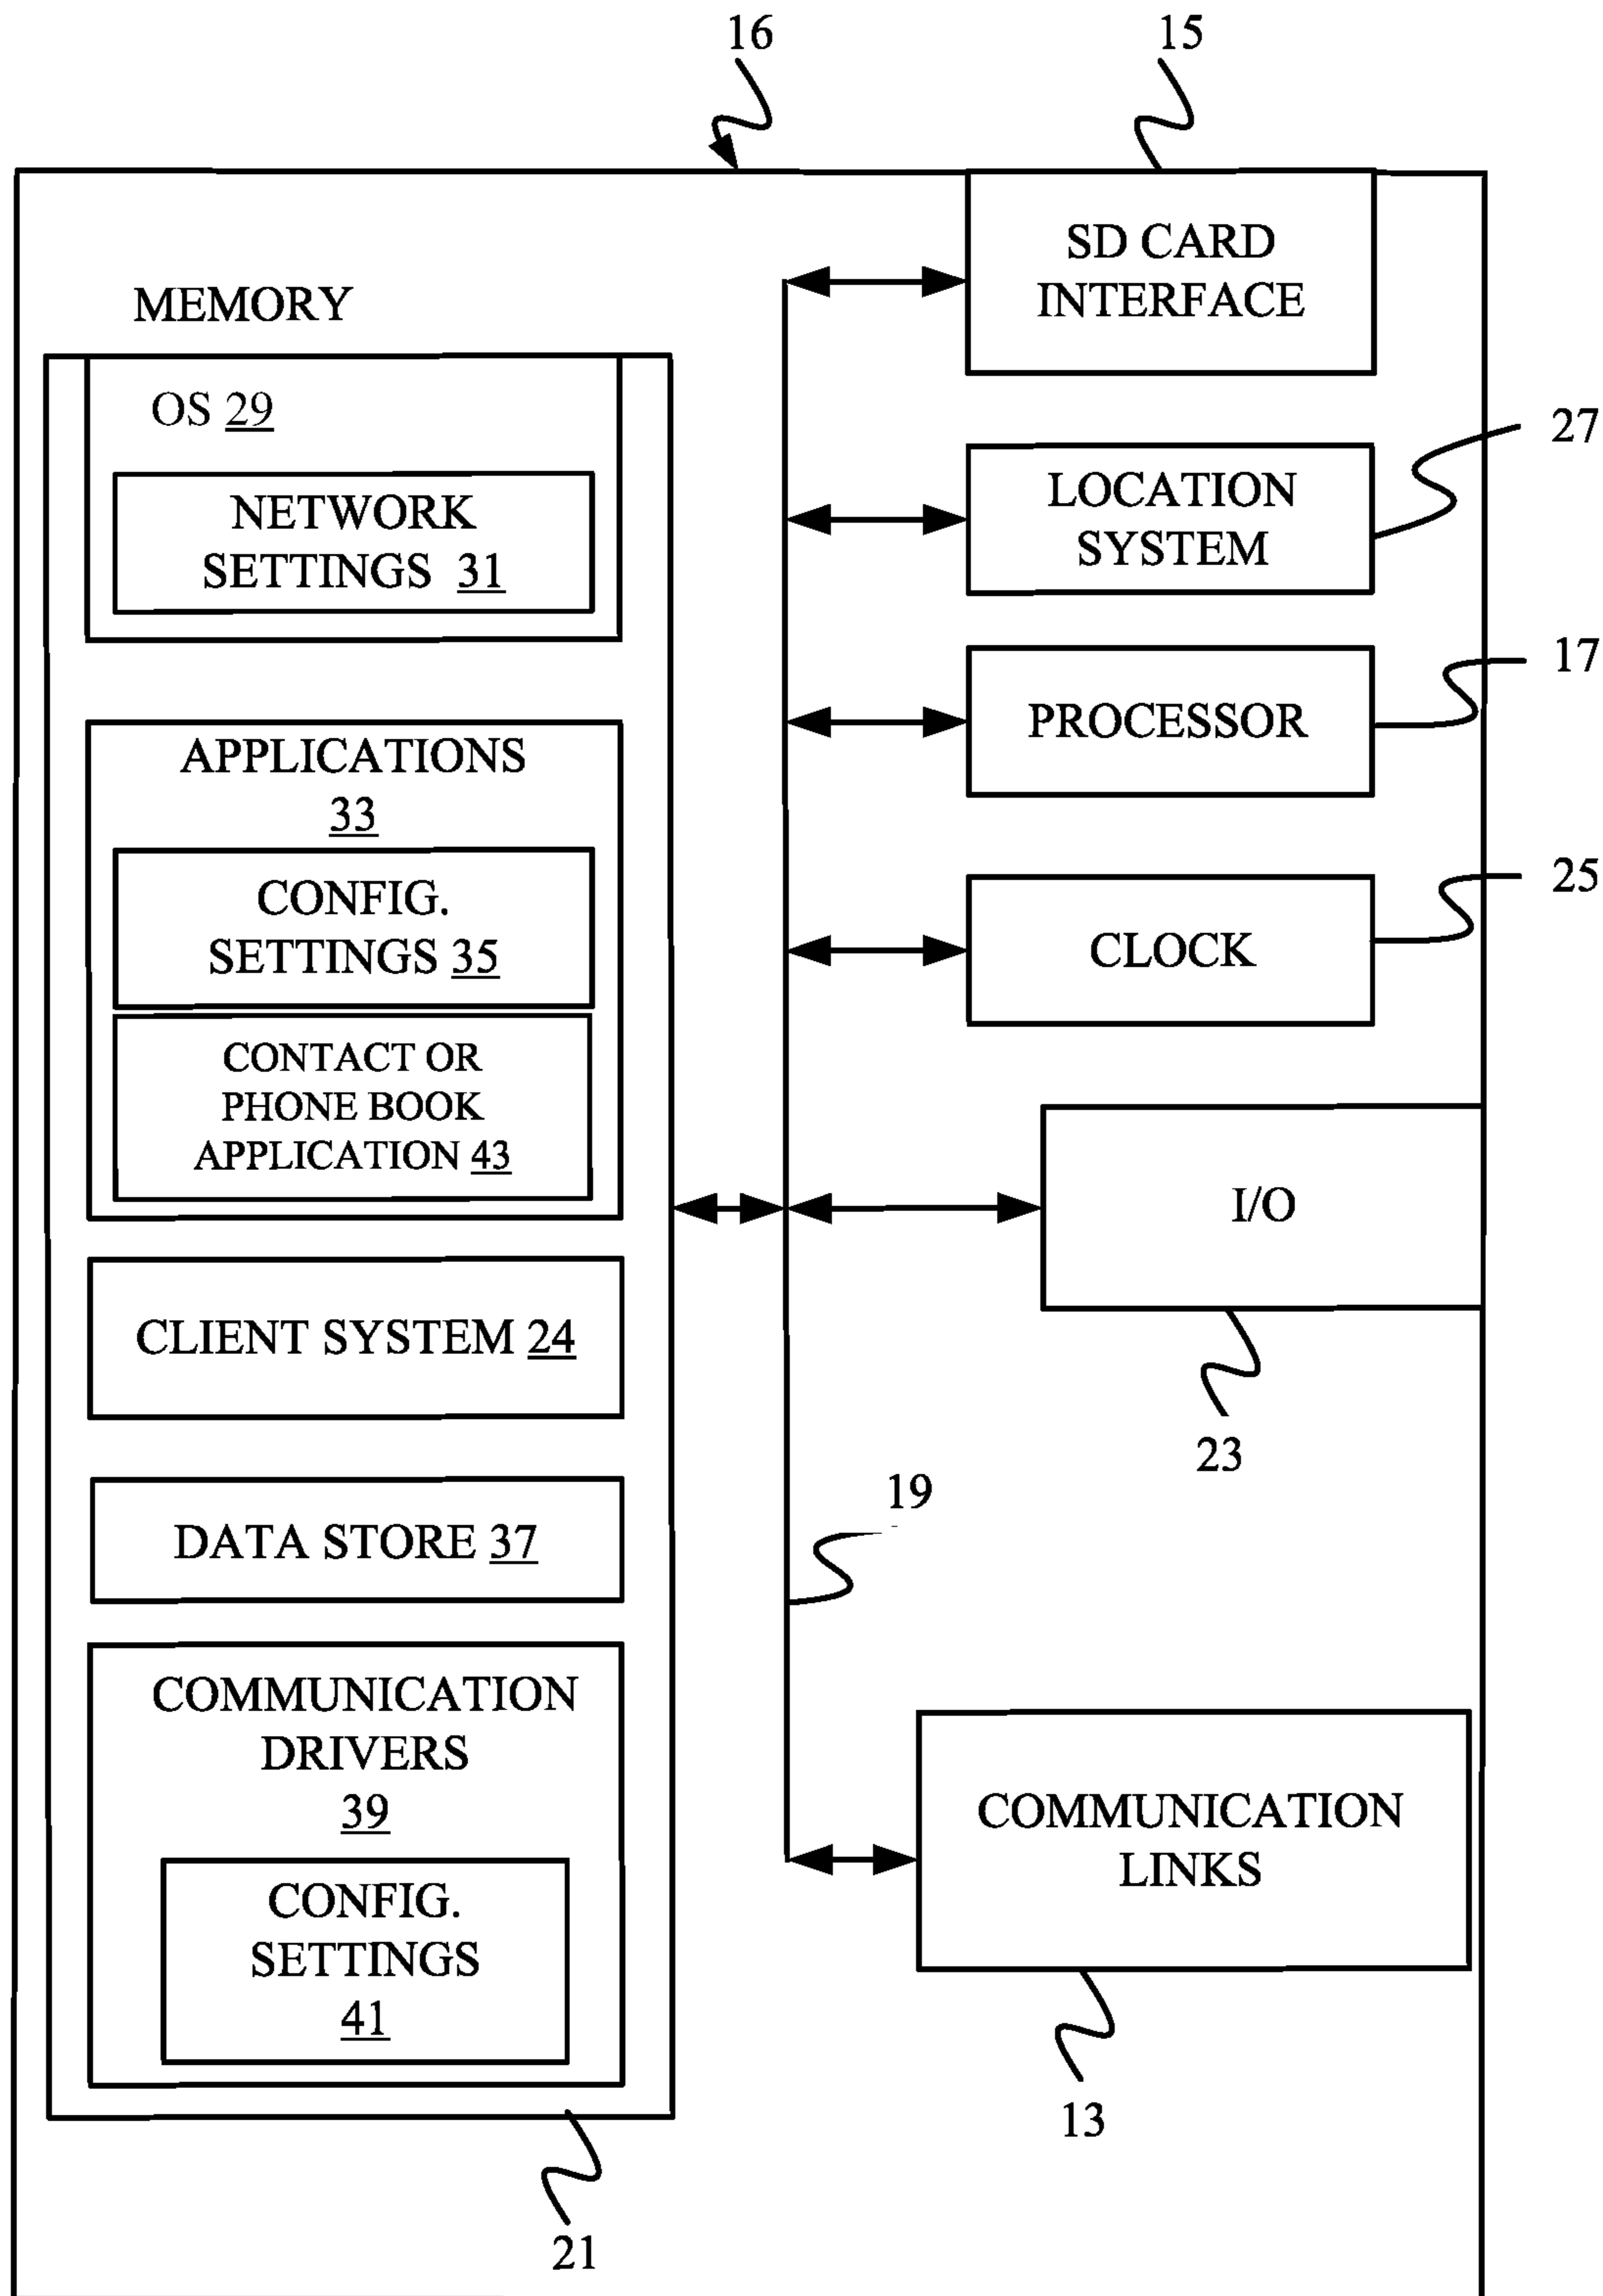 16
15
MEMORY
OS 29
NETWORK
SETTINGS 31
APPLICATIONS
33
CONFIG.
SETTINGS 35
CONTACT OR
PHONE BOOK
APPLICATION 43
CLIENT SYSTEM 24
DATA STORE 37
COMMUNICATION
DRIVERS
39
CONFIG.
SETTINGS
41
21
SD CARD
INTERFACE
LOCATION
SYSTEM
27
PROCESSOR
17
CLOCK
25
I/O
23
19
COMMUNICATION
LINKS
13